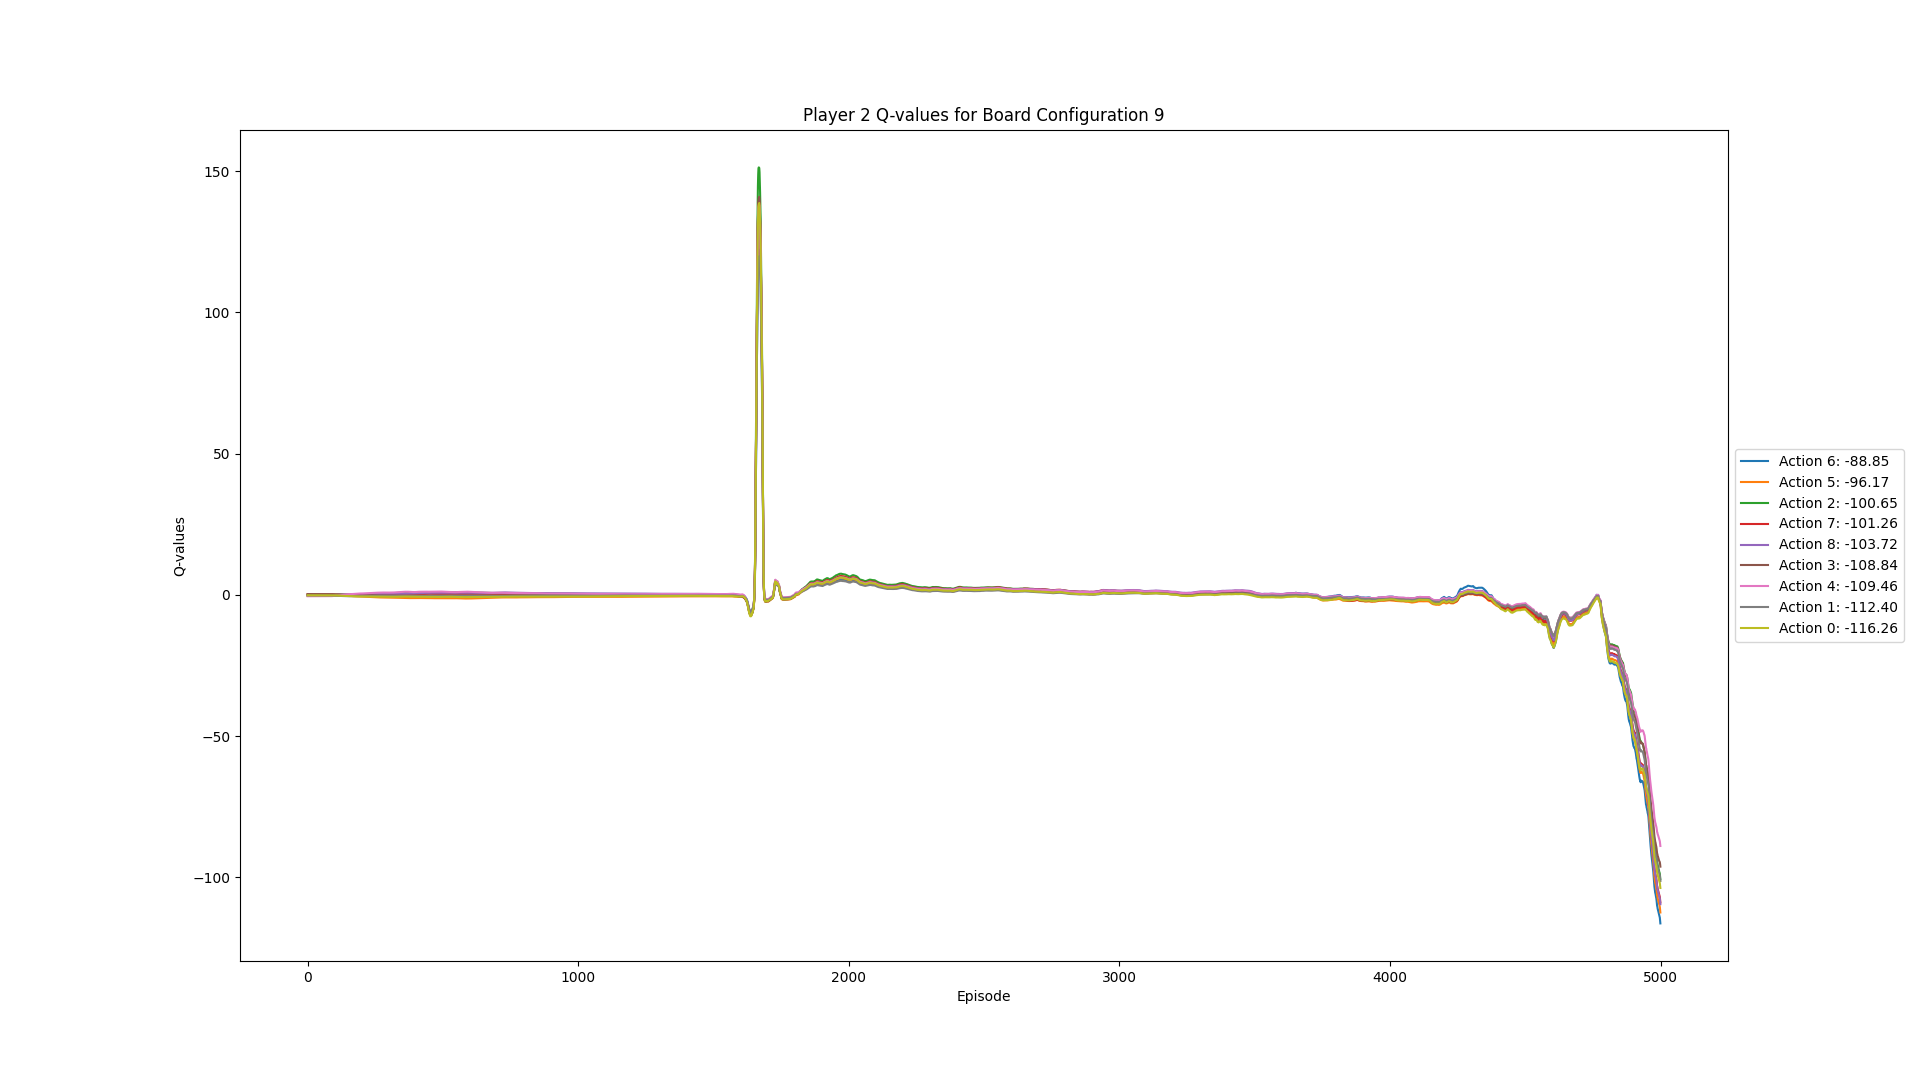 Player 2 Q-values for Board Configuration 9
150
100
50
0
−50
−100
Q-values
0
1000
2000
3000
4000
5000
Episode
Action 6: -88.85
Action 5: -96.17
Action 2: -100.65
Action 7: -101.26
Action 8: -103.72
Action 3: -108.84
Action 4: -109.46
Action 1: -112.40
Action 0: -116.26